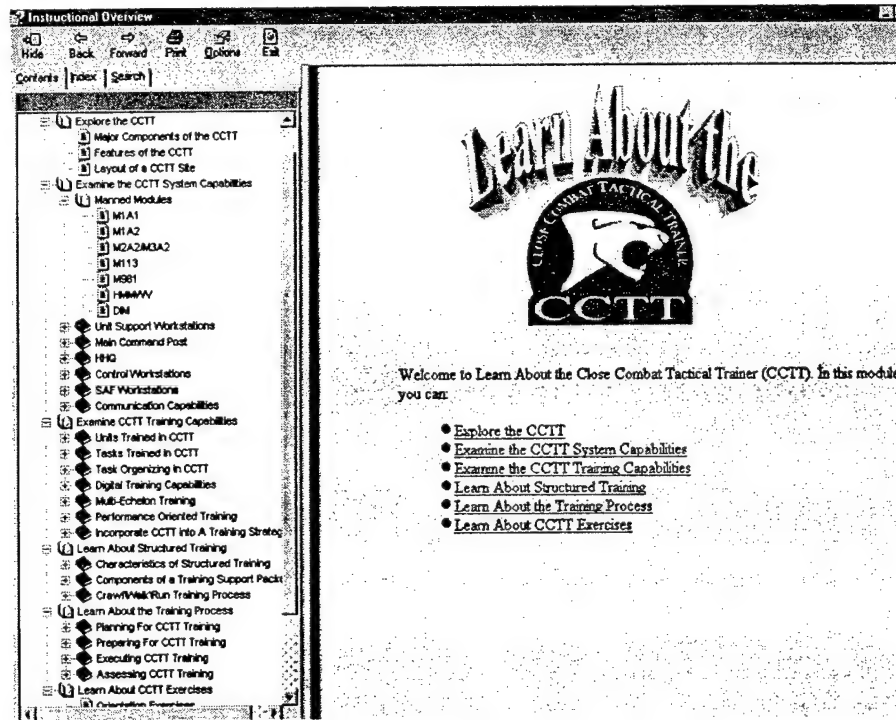 Instructional Overview
Hide Back Forward Print Options Exit
Contents Index Search
Explore the CCTT
Major Components of the CCTT
Features of the CCTT
Layout of a CCTT Site
Examine the CCTT System Capabilities
Manned Modules
M1A1
M1A2
M2A2/M3A2
M113
M981
HMMWV
DIM
Unit Support Workstations
Main Command Post
HHQ
Control Workstations
SAF Workstations
Communication Capabilities
Examine CCTT Training Capabilities
Units Trained in CCTT
Tasks Trained in CCTT
Task Organizing in CCTT
Digital Training Capabilities
Multi-Echelon Training
Performance Oriented Training
Incorporate CCTT into A Training Strateg
Learn About Structured Training
Characteristics of Structured Training
Components of a Training Support Packa
Crawl/Walk/Run Training Process
Learn About the Training Process
Planning For CCTT Training
Preparing For CCTT Training
Executing CCTT Training
Assessing CCTT Training
Learn About CCTT Exercises
Orientation Exercises
Learn About the
CLOSE COMBAT TACTICAL TRAINER
CCTT
Welcome to Learn About the Close Combat Tactical Trainer (CCTT). In this module
you can:
Explore the CCTT
Examine the CCTT System Capabilities
Examine the CCTT Training Capabilities
Learn About Structured Training
Learn About the Training Process
Learn About CCTT Exercises